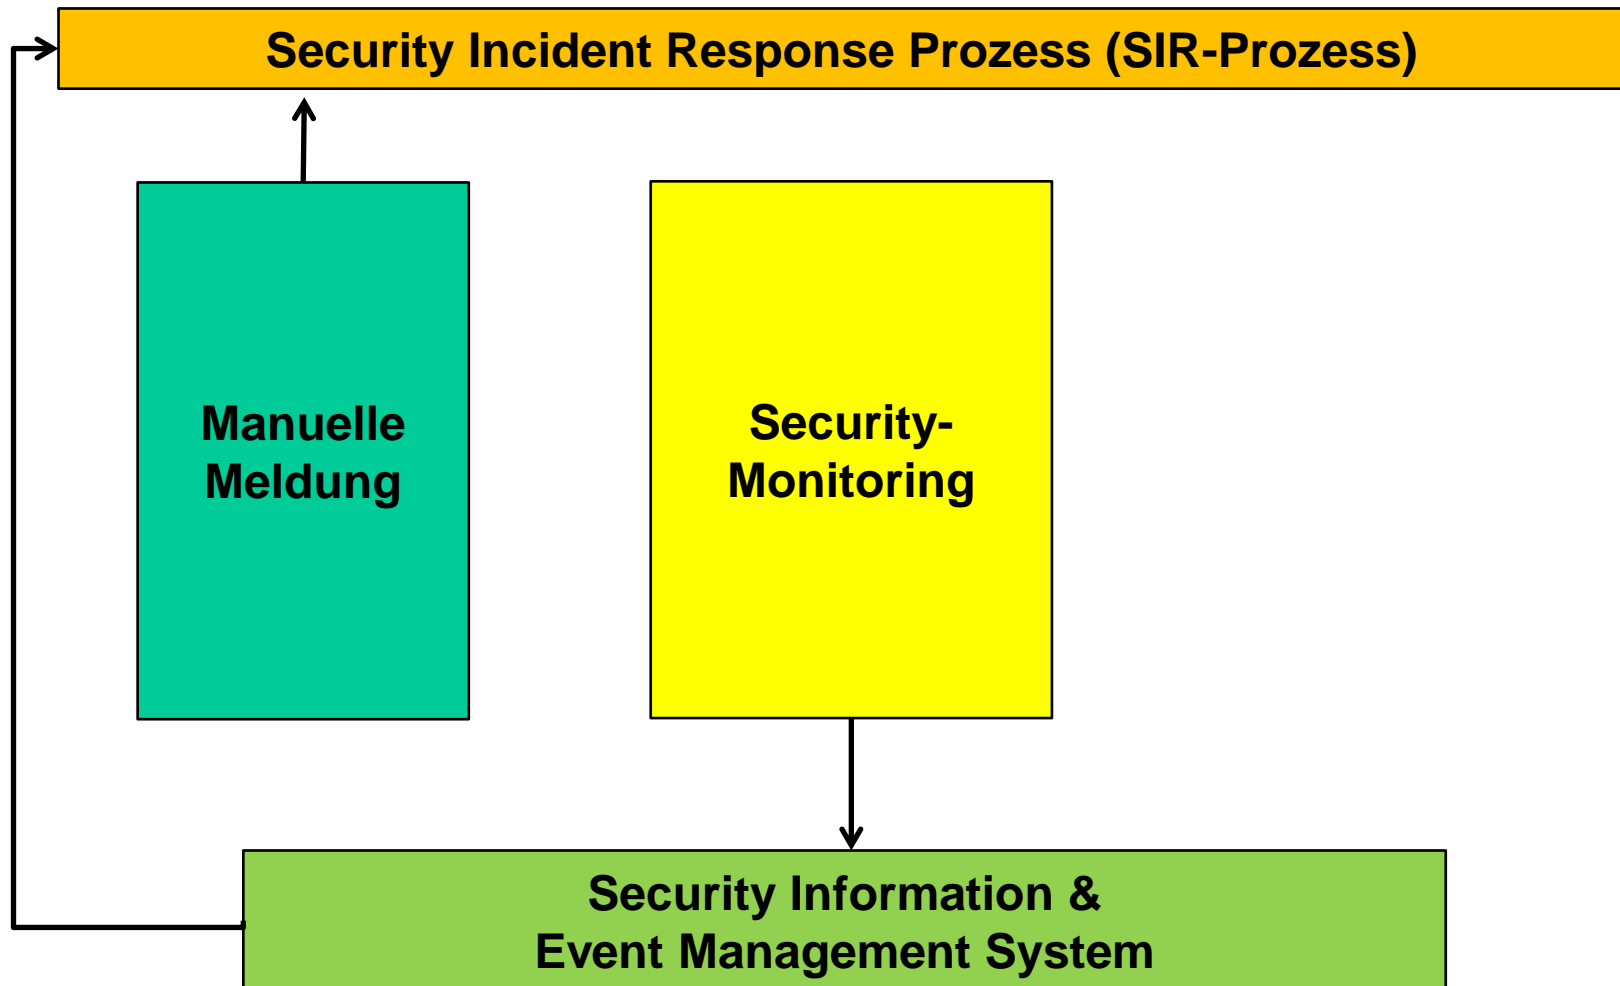 Security Incident Response Prozess (SIR-Prozess)
Manuelle
Meldung
Security-
Monitoring
Security Information &
Event Management System